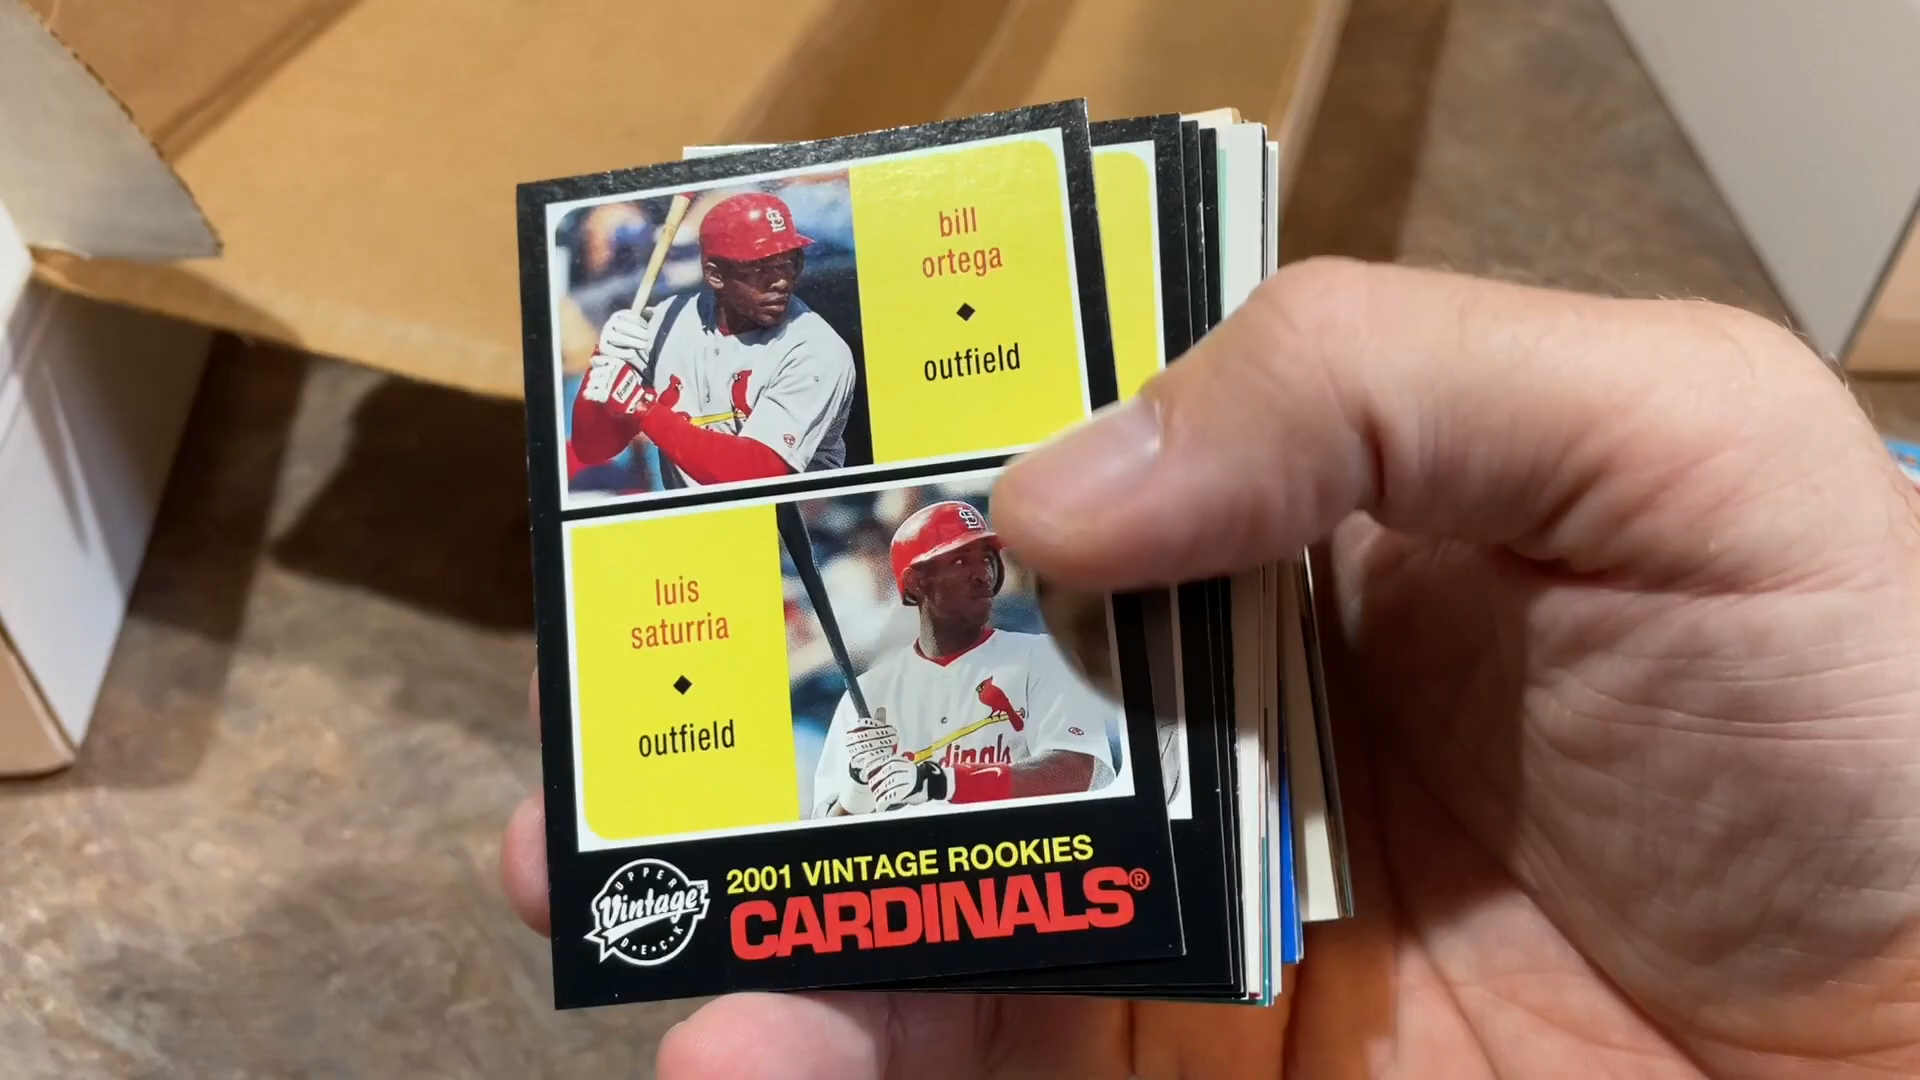 bill
ortega
outfield
luis
saturria
outfield
2001 VINTAGE ROOKIES
CARDINALS®
UPPER
Vintage
DECK